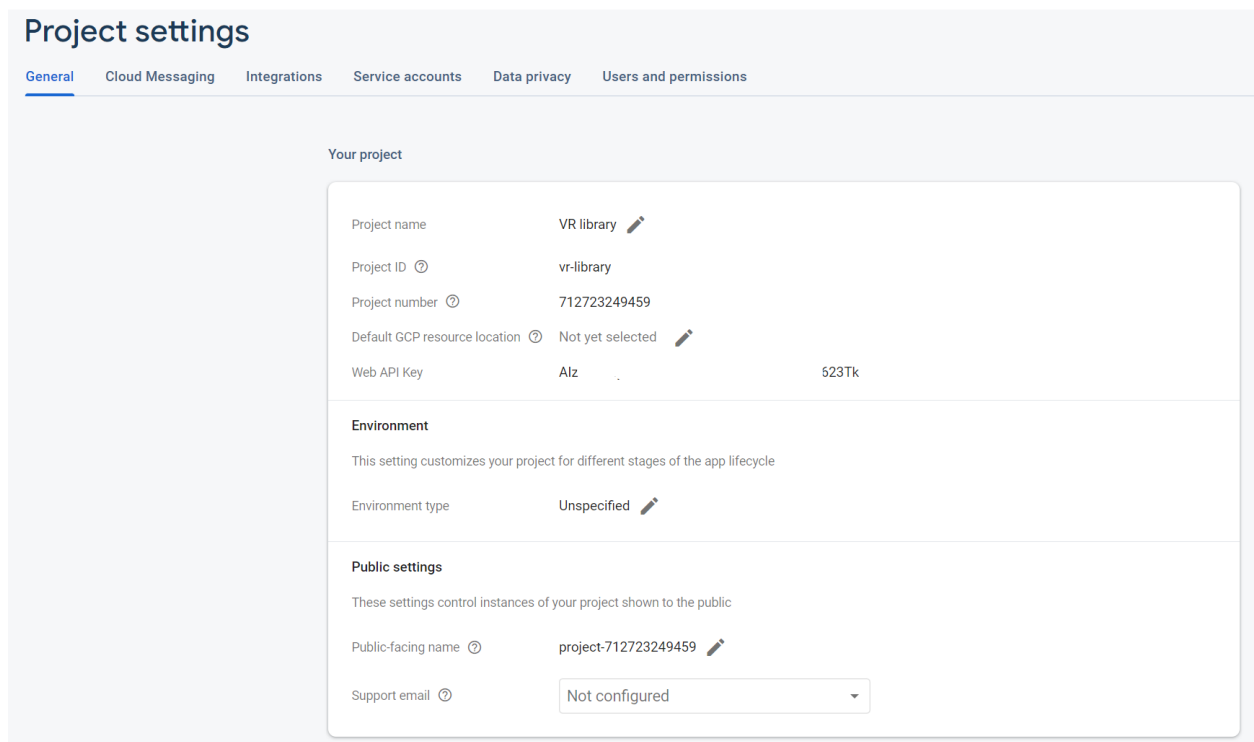 Project settings
General Cloud Messaging Integrations Service accounts Data privacy Users and permissions
Your project
Project name VR library
Project ID vr-library
Project number 712723249459
Default GCP resource location Not yet selected
Web API Key AIz 623Tk
Environment
This setting customizes your project for different stages of the app lifecycle
Environment type Unspecified
Public settings
These settings control instances of your project shown to the public
Public-facing name project-712723249459
Support email Not configured